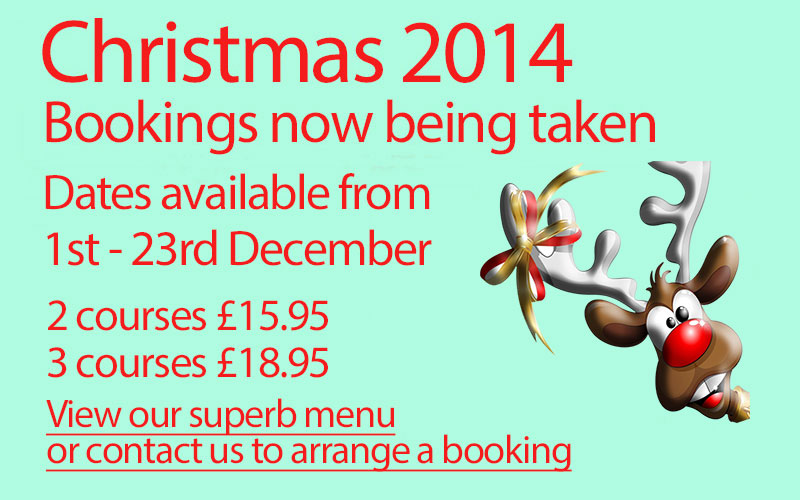 Christmas 2014
Bookings now being taken
Dates available from
1st - 23rd December
2 courses £15.95
3 courses £18.95
View our superb menu
or contact us to arrange a booking